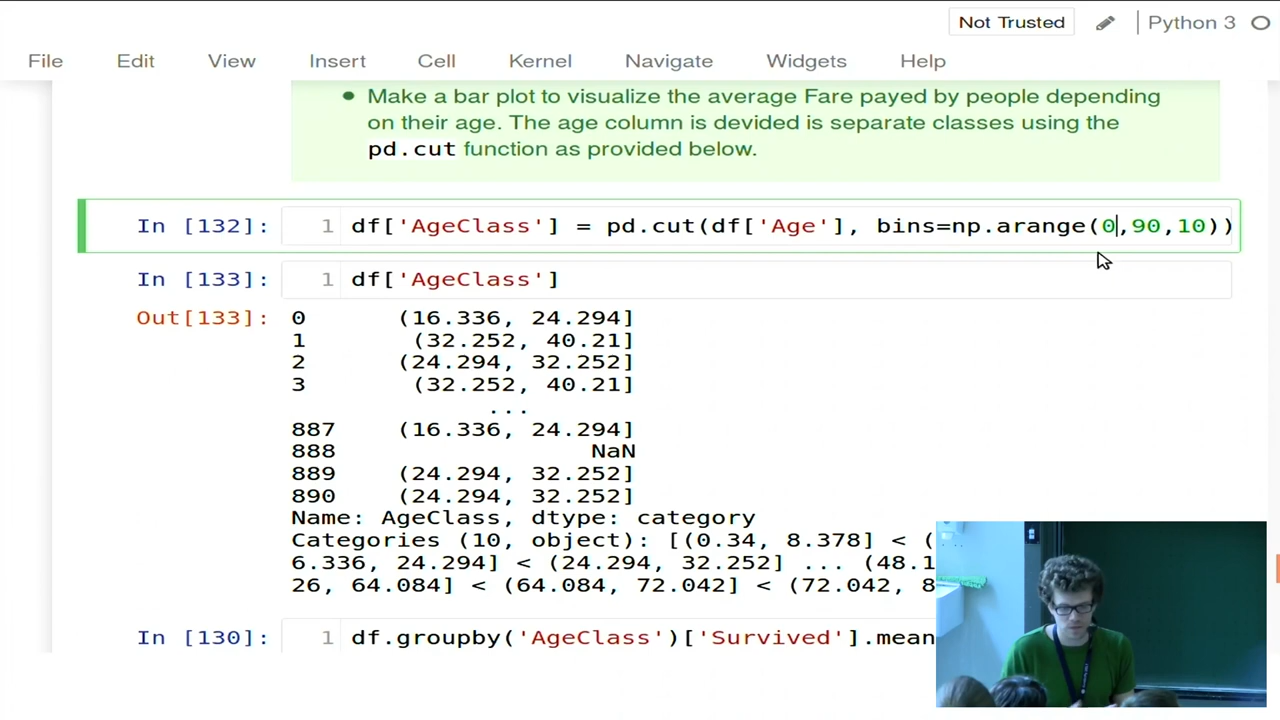 Not Trusted Python 3
File Edit View Insert Cell Kernel Navigate Widgets Help
Make a bar plot to visualize the average Fare payed by people depending
on their age. The age column is devided is separate classes using the
pd.cut function as provided below.
In [132]: 1 df['AgeClass'] = pd.cut(df['Age'], bins=np.arange(0,90,10))
In [133]: 1 df['AgeClass']
Out[133]: 0 (16.336, 24.294]
1 (32.252, 40.21]
2 (24.294, 32.252]
3 (32.252, 40.21]
...
887 (16.336, 24.294]
888 NaN
889 (24.294, 32.252]
890 (24.294, 32.252]
Name: AgeClass, dtype: category
Categories (10, object): [(0.34, 8.378] < (
6.336, 24.294] < (24.294, 32.252] ... (48.1
26, 64.084] < (64.084, 72.042] < (72.042, 8
In [130]: 1 df.groupby('AgeClass')['Survived'].mean